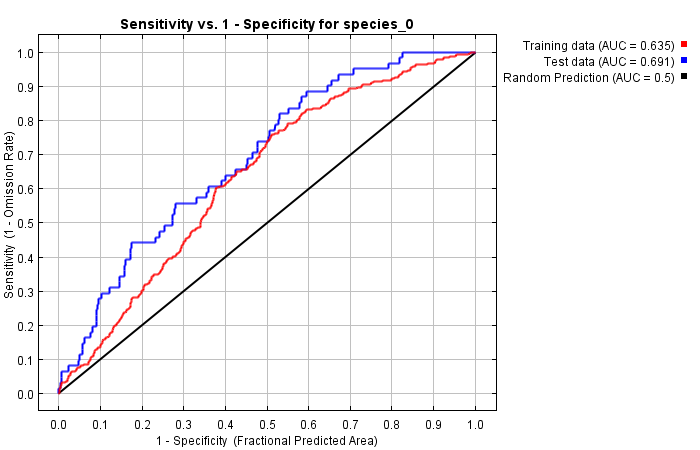 Sensitivity vs. 1 - Specificity for species_0
Training data (AUC = 0.635)
Test data (AUC = 0.691)
Random Prediction (AUC = 0.5)
Sensitivity (1 - Omission Rate)
1.0
0.9
0.8
0.7
0.6
0.5
0.4
0.3
0.2
0.1
0.0
0.0 0.1 0.2 0.3 0.4 0.5 0.6 0.7 0.8 0.9 1.0
1 - Specificity (Fractional Predicted Area)